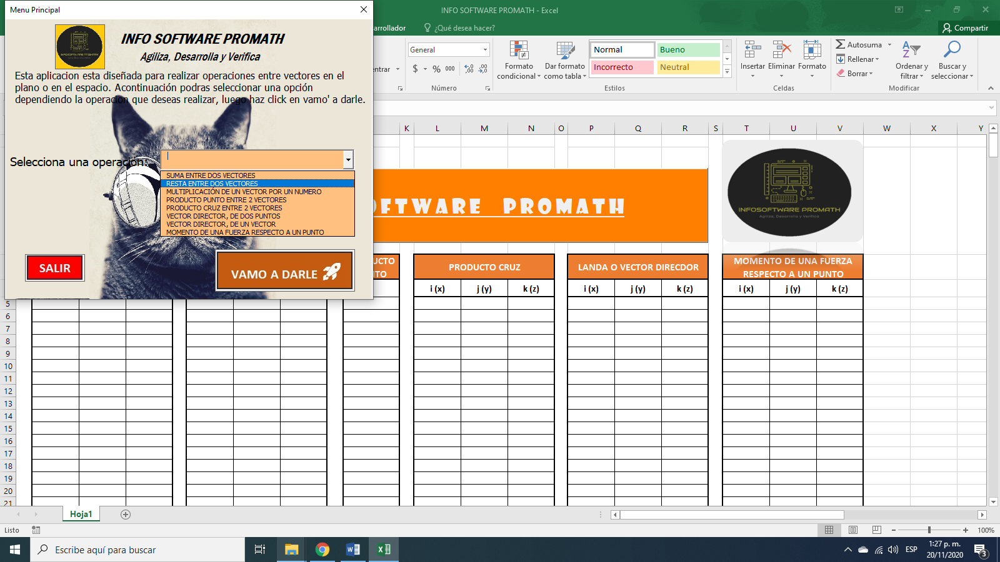 Menu Principal
INFO SOFTWARE PROMATH - Excel
INFO SOFTWARE PROMATH
Agiliza, Desarrolla y Verifica
Esta aplicacion esta diseñada para realizar operaciones entre vectores en el
plano o en el espacio. Acontinuación podras seleccionar una opción
dependiendo la operacion que deseas realizar, luego haz click en vamo' a darle.
Selecciona una operación:
SUMA ENTRE DOS VECTORES
RESTA ENTRE DOS VECTORES
MULTIPLICACIÓN DE UN VECTOR POR UN NUMERO
PRODUCTO PUNTO ENTRE 2 VECTORES
PRODUCTO CRUZ ENTRE 2 VECTORES
VECTOR DIRECTOR, DE DOS PUNTOS
VECTOR DIRECTOR, DE UN VECTOR
MOMENTO DE UNA FUERZA RESPECTO A UN PUNTO
SALIR
VAMO A DARLE
arrollador
¿Qué desea hacer?
Compartir
entrar
General
$ % 000
Número
Formato
condicional
Dar formato
como tabla
Normal
Bueno
Incorrecto
Neutral
Estilos
Insertar
Eliminar
Formato
Celdas
Autosuma
Rellenar
Borrar
Ordenar y
filtrar
Buscar y
seleccionar
Modificar
K L M N O P Q R S T U V W X Y
OFTWARE PROMATH
INFOSOFTWARE PROMATH
Agiliza, Desarrolla y Verifica
UCTO
TO
PRODUCTO CRUZ
LANDA O VECTOR DIRECDOR
MOMENTO DE UNA FUERZA
RESPECTO A UN PUNTO
i (x) j (y) k (z)
i (x) j (y) k (z)
i (x) j (y) k (z)
5
6
7
8
9
10
11
12
13
14
15
16
17
18
19
20
21
Hoja1
Listo
100%
Escribe aquí para buscar
ESP
1:27 p. m.
20/11/2020
3